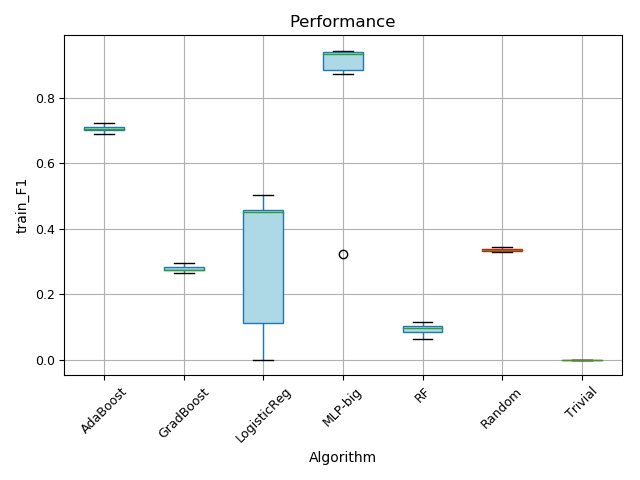 Performance
train_F1
0.8
0.6
0.4
0.2
0.0
AdaBoost
GradBoost
LogisticReg
MLP-big
RF
Random
Trivial
Algorithm